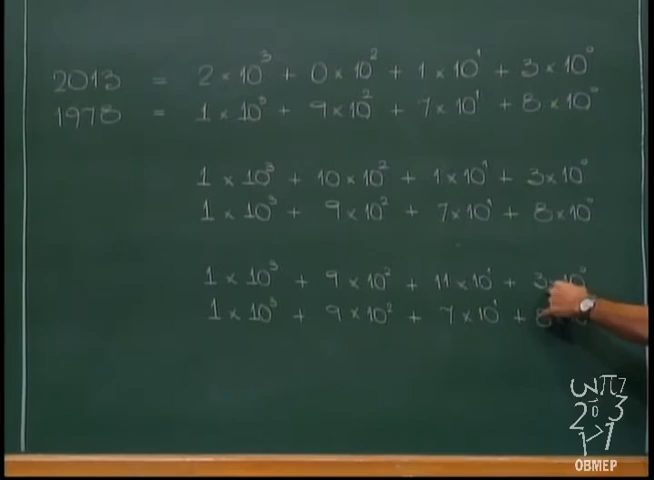 2013 = 2 × 10³ + 0 × 10² + 1 × 10¹ + 3 × 10⁰
1978 = 1 × 10³ + 9 × 10² + 7 × 10¹ + 8 × 10⁰
1 × 10³ + 10 × 10² + 1 × 10¹ + 3 × 10⁰
1 × 10³ + 9 × 10² + 7 × 10¹ + 8 × 10⁰
1 × 10³ + 9 × 10² + 11 × 10¹ + 3
1 × 10³ + 9 × 10² + 7 × 10¹ + 8
OBMEP